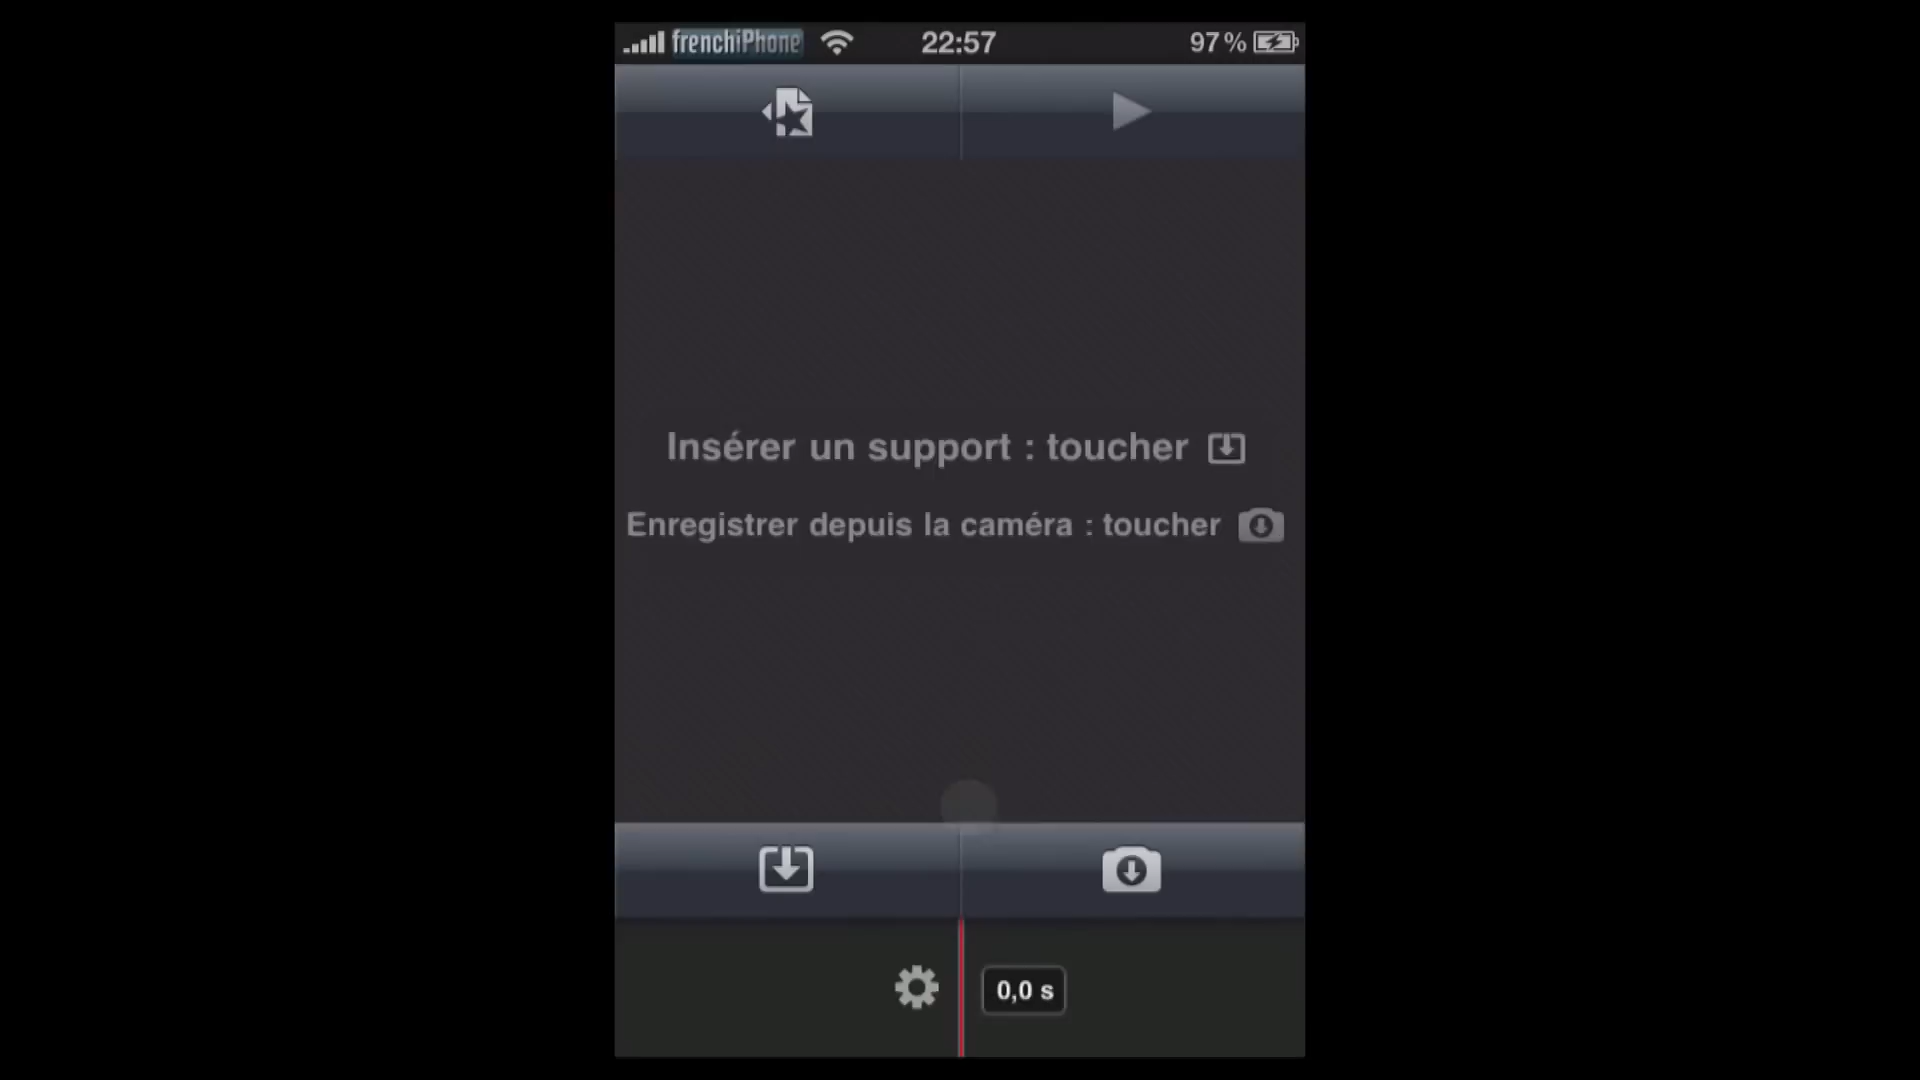 frenchiPhone 22:57 97 %
Insérer un support : toucher
Enregistrer depuis la caméra : toucher
0,0 s